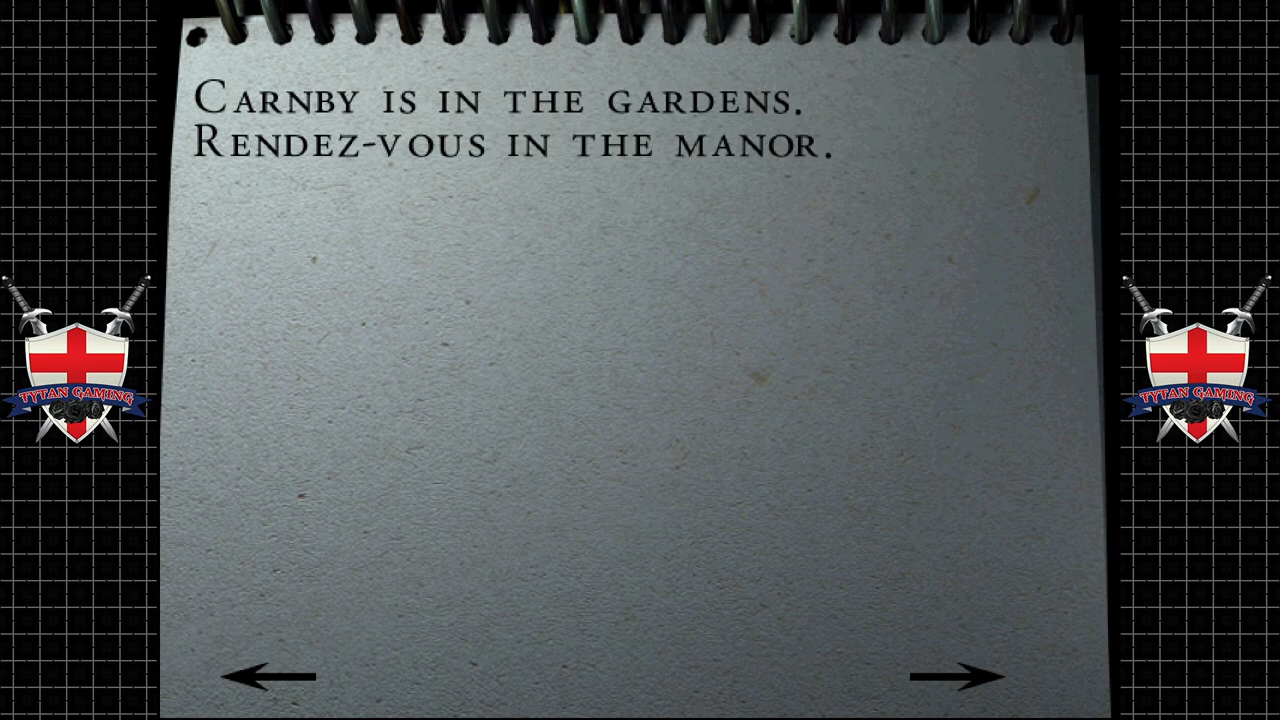 Carnby is in the gardens.
Rendez-vous in the manor.
TYTAN GAMING
TYTAN GAMING